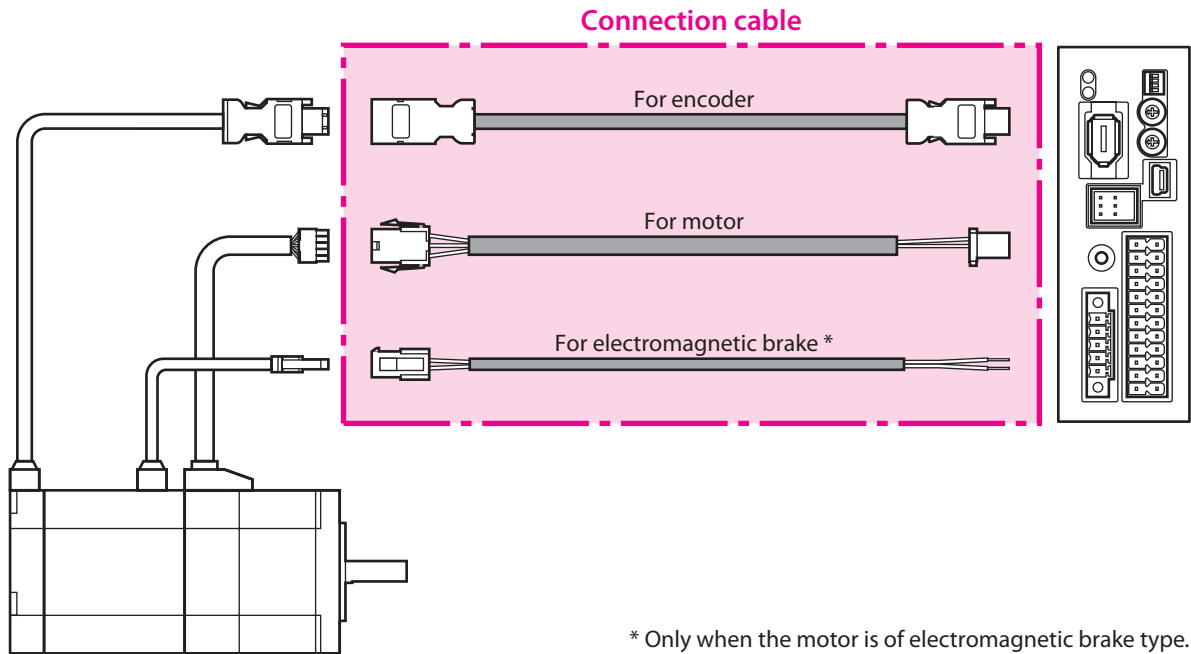 Connection cable
For encoder
For motor
For electromagnetic brake *
* Only when the motor is of electromagnetic brake type.